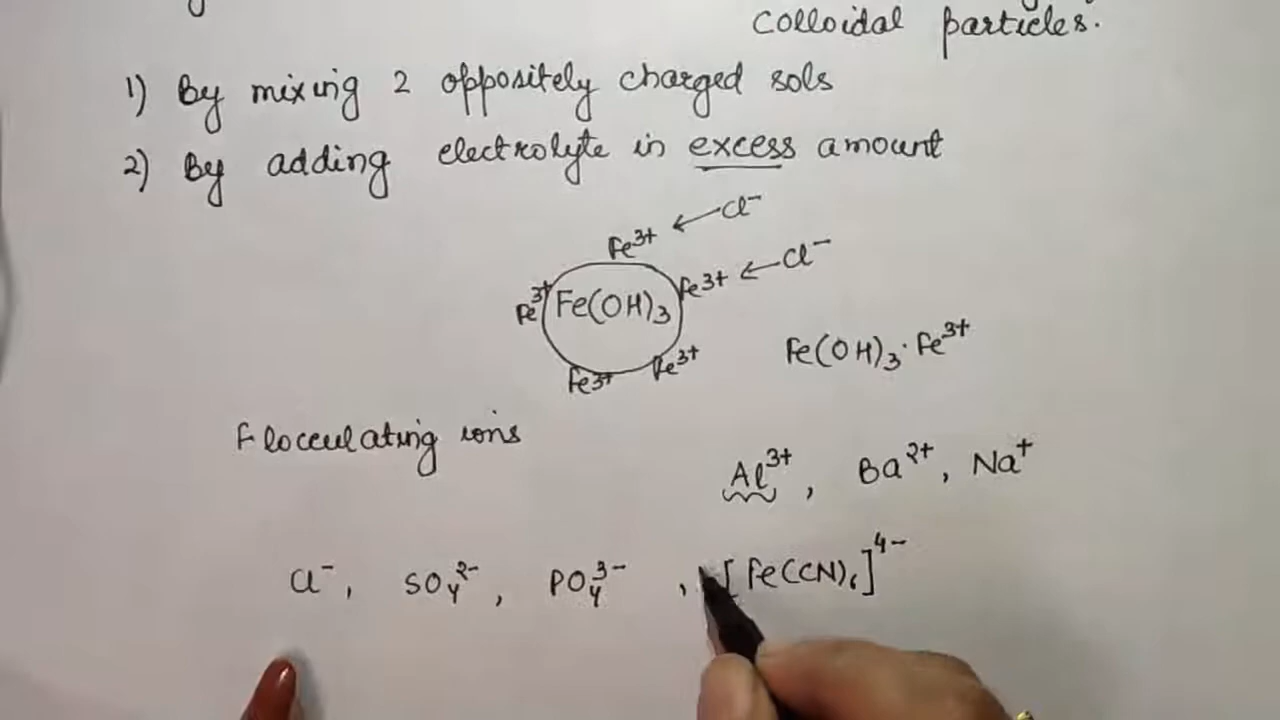 Colloidal particles.
1) By mixing 2 oppositely charged sols
2) By adding electrolyte in excess amount
Fe³⁺ ← Cl⁻
Fe³⁺ Fe(OH)₃ Fe³⁺ ← Cl⁻
Fe³⁺ Fe³⁺
Fe(OH)₃·Fe³⁺
Flocculating ions
Al³⁺, Ba²⁺, Na⁺
Cl⁻, SO₄²⁻, PO₄³⁻, [Fe(CN)₆]⁴⁻